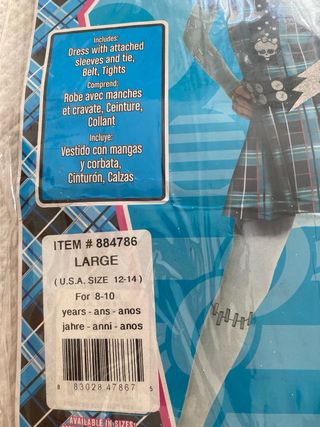 Includes:
Dress with attached
sleeves and tie,
Belt, Tights
Comprend:
Robe avec manches
et cravate, Ceinture,
Collant
Incluye:
Vestido con mangas
y corbata,
Cinturón, Calzas
ITEM # 884786
LARGE
( U.S.A. SIZE 12-14 )
For 8-10
years - ans - anos
jahre - anni - anos
8 83028 47867 5
AVAILABLE IN SIZES: